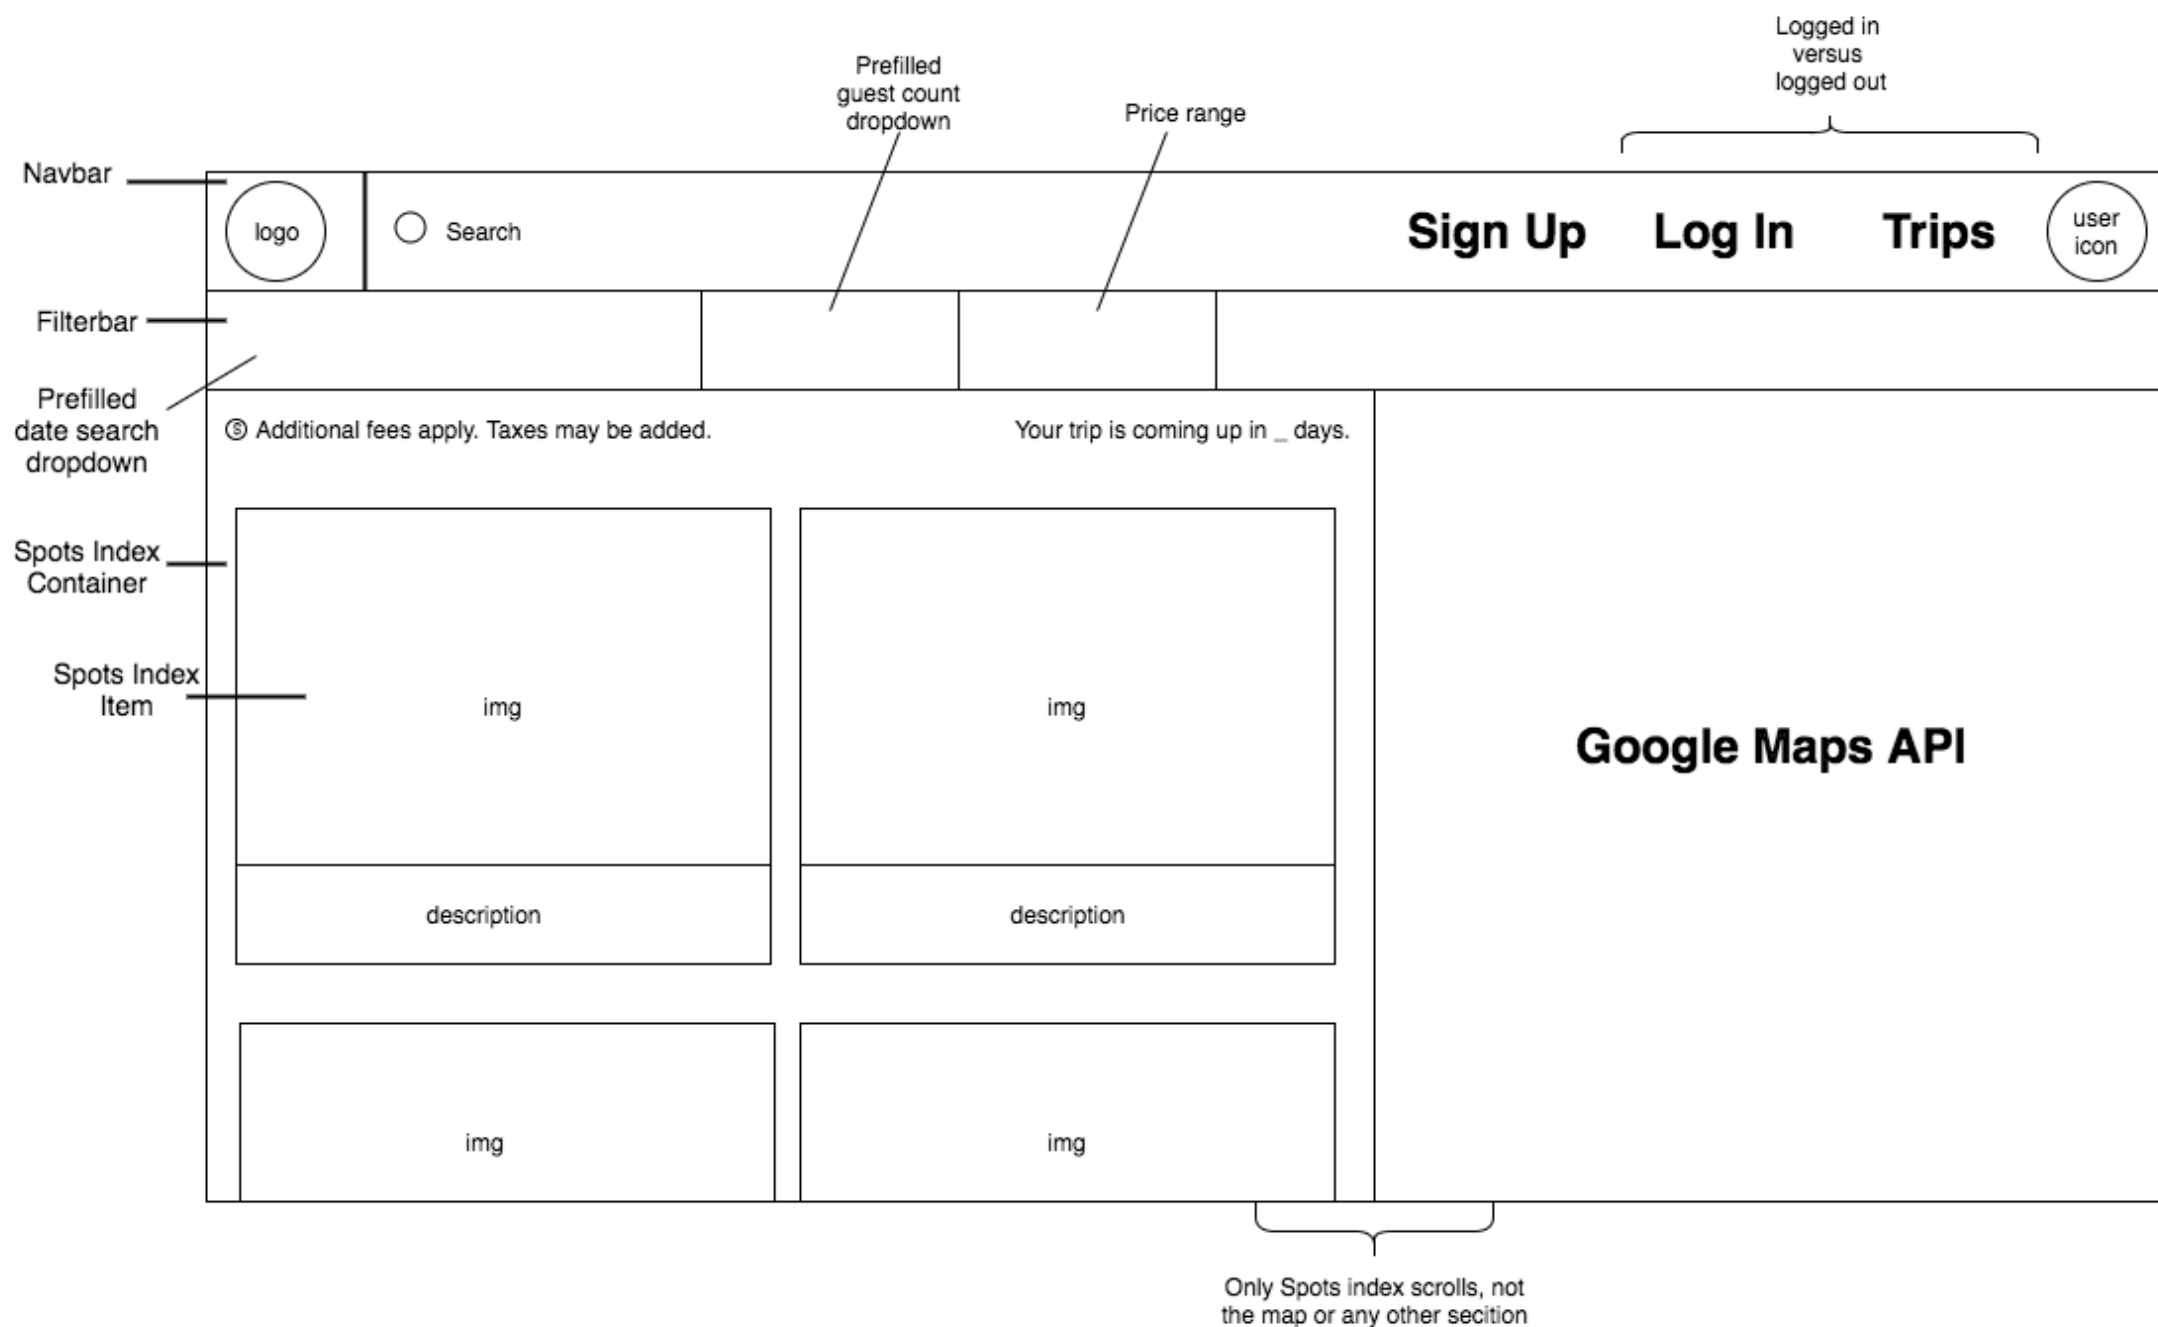 Logged in
versus
logged out
Prefilled
guest count
dropdown
Price range
Navbar
logo
Search
Sign Up
Log In
Trips
user
icon
Filterbar
Prefilled
date search
dropdown
Ⓢ Additional fees apply. Taxes may be added.
Your trip is coming up in _ days.
Spots Index
Container
Spots Index
Item
img
img
Google Maps API
description
description
img
img
Only Spots index scrolls, not
the map or any other secition